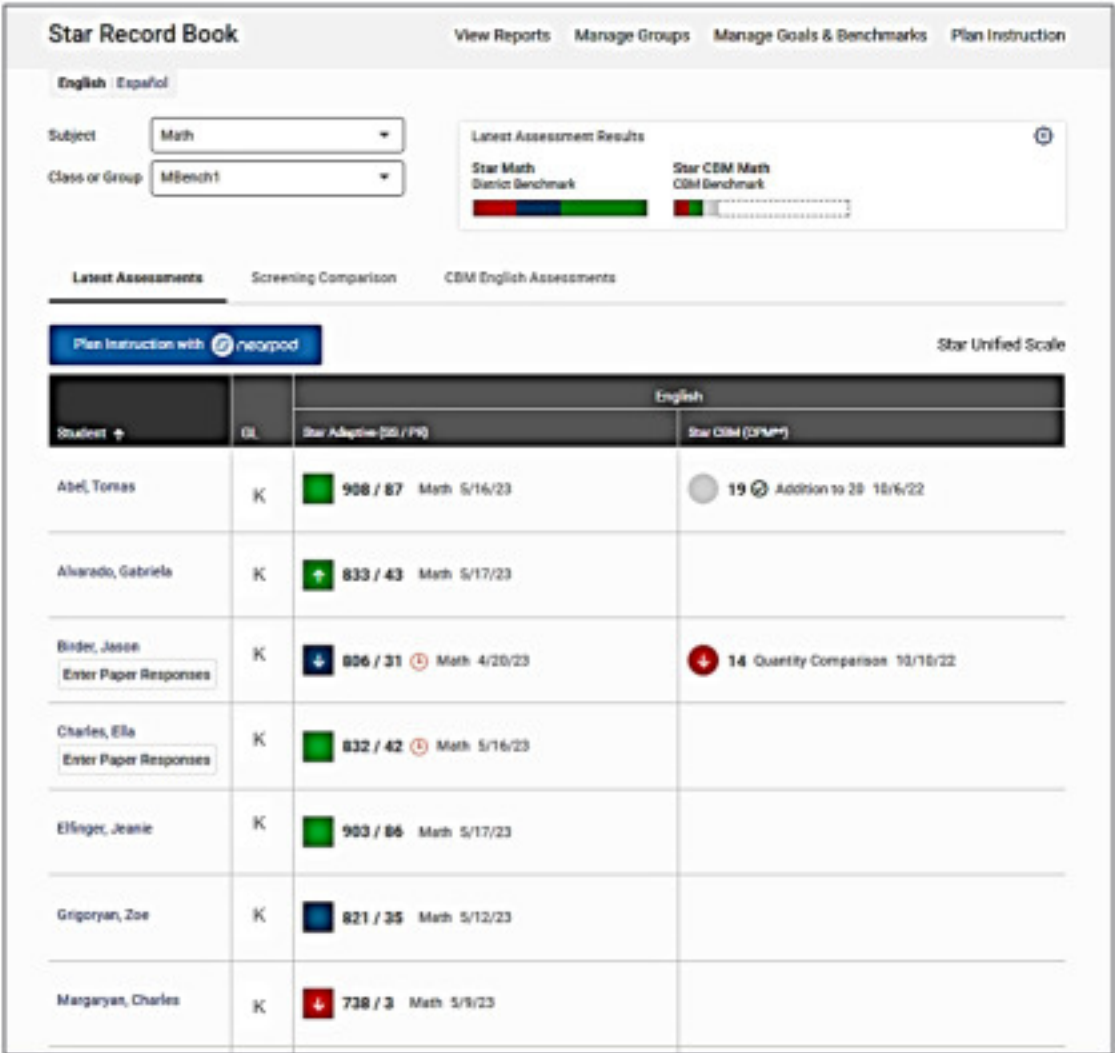 Star Record Book
View Reports Manage Groups Manage Goals & Benchmarks Plan Instruction
English Español
Subject Math
Class or Group MBench1
Latest Assessment Results
Star Math Star CBM Math
District Benchmark CBM Benchmark
Latest Assessments Screening Comparison CBM English Assessments
Plan Instruction with nearpod
Star Unified Scale
English
Student GL Star Adaptive (SS / PR) Star CBM (CPM**)
Abel, Tomas K 908 / 87 Math 5/16/23 19 Addition to 20 10/6/22
Alvarado, Gabriela K 833 / 43 Math 5/17/23
Birder, Jason K 806 / 31 Math 4/20/23 14 Quantity Comparison 10/10/22
Enter Paper Responses
Charles, Ella K 832 / 42 Math 5/16/23
Enter Paper Responses
Elfinger, Jeanie K 903 / 86 Math 5/17/23
Grigoryan, Zoe K 821 / 35 Math 5/12/23
Margaryan, Charles K 738 / 3 Math 5/9/23